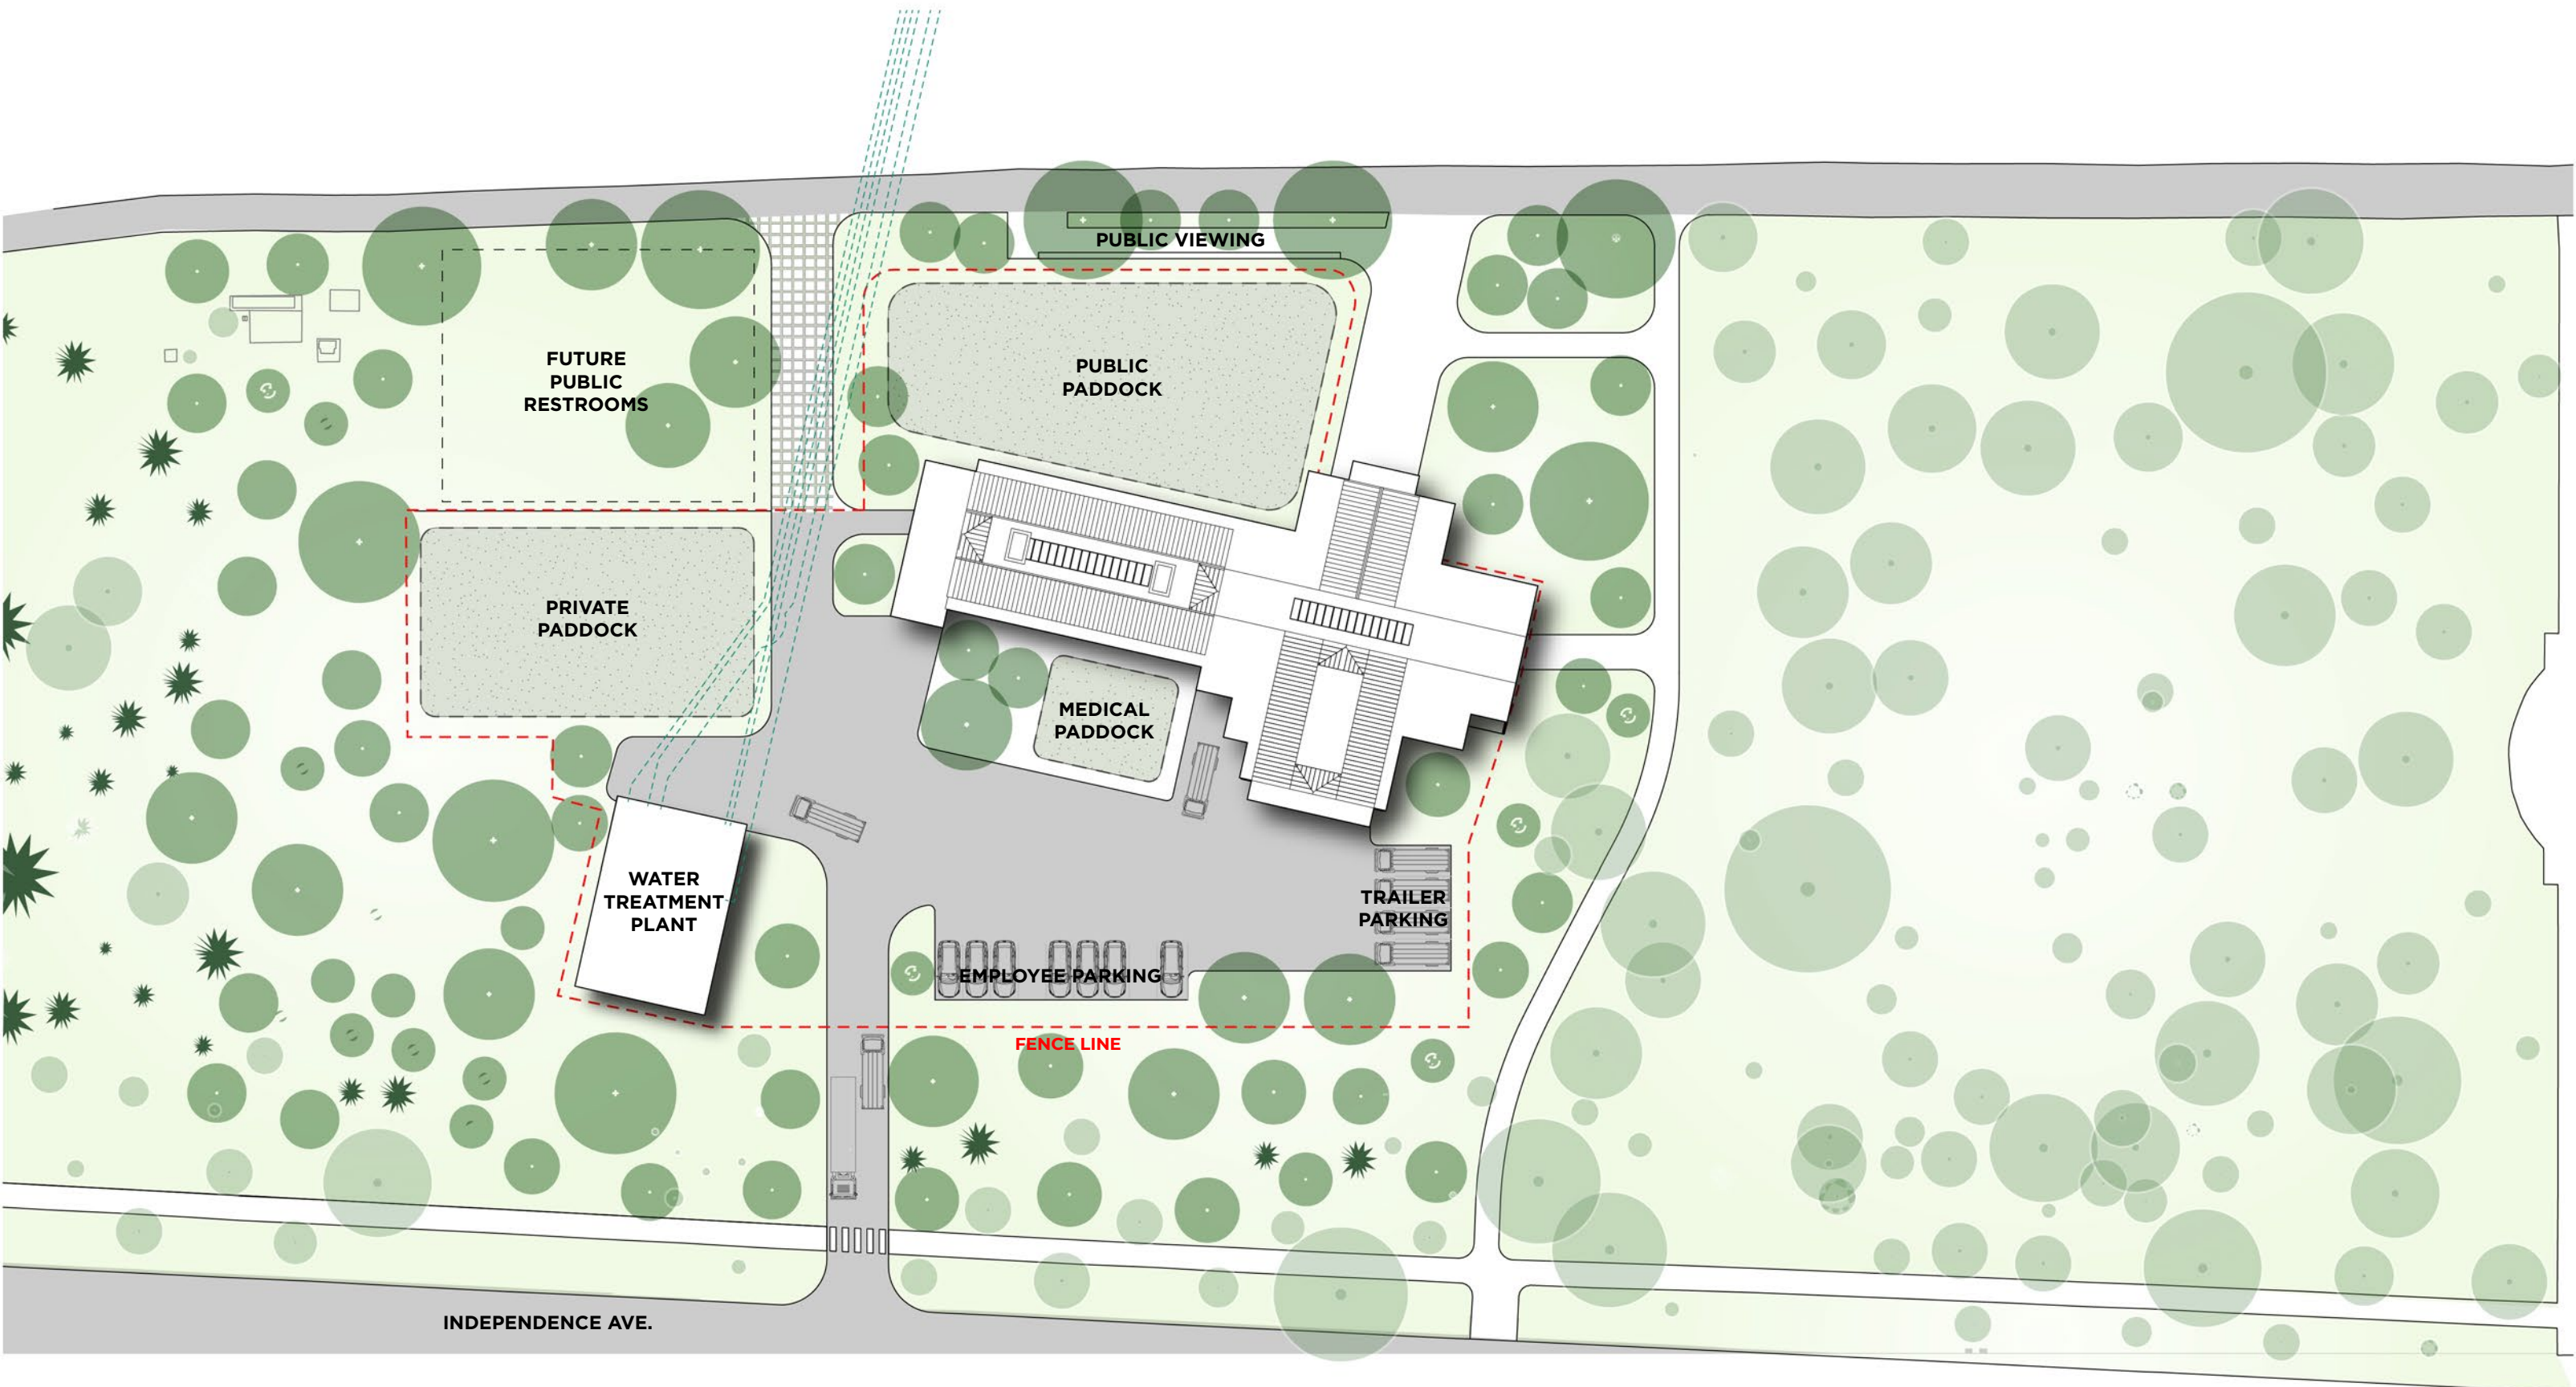 PUBLIC VIEWING
FUTURE
PUBLIC
RESTROOMS
PUBLIC
PADDOCK
PRIVATE
PADDOCK
MEDICAL
PADDOCK
WATER
TREATMENT
PLANT
TRAILER
PARKING
EMPLOYEE PARKING
FENCE LINE
INDEPENDENCE AVE.